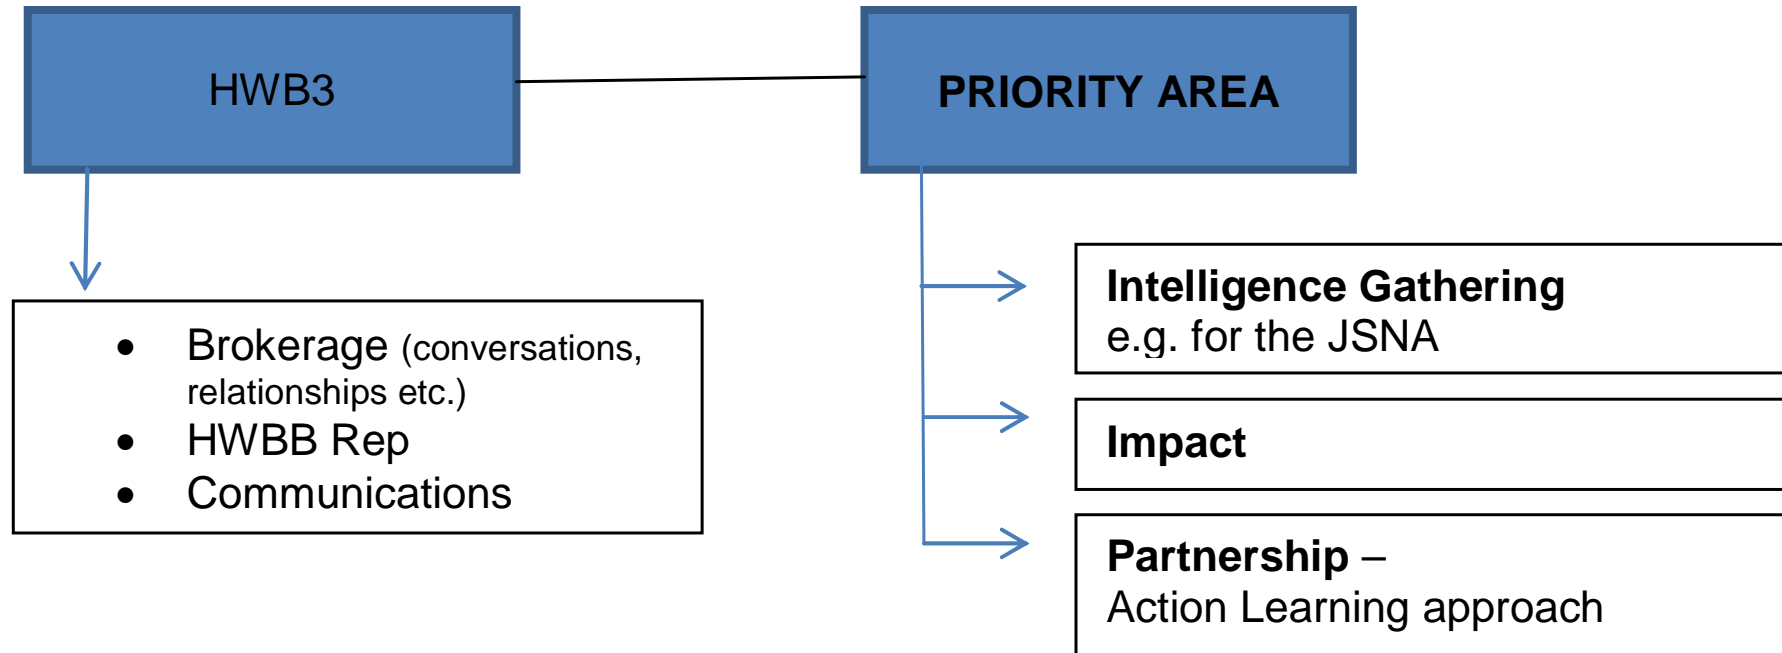 HWB3
PRIORITY AREA
• Brokerage (conversations,
relationships etc.)
• HWBB Rep
• Communications
Intelligence Gathering
e.g. for the JSNA
Impact
Partnership –
Action Learning approach